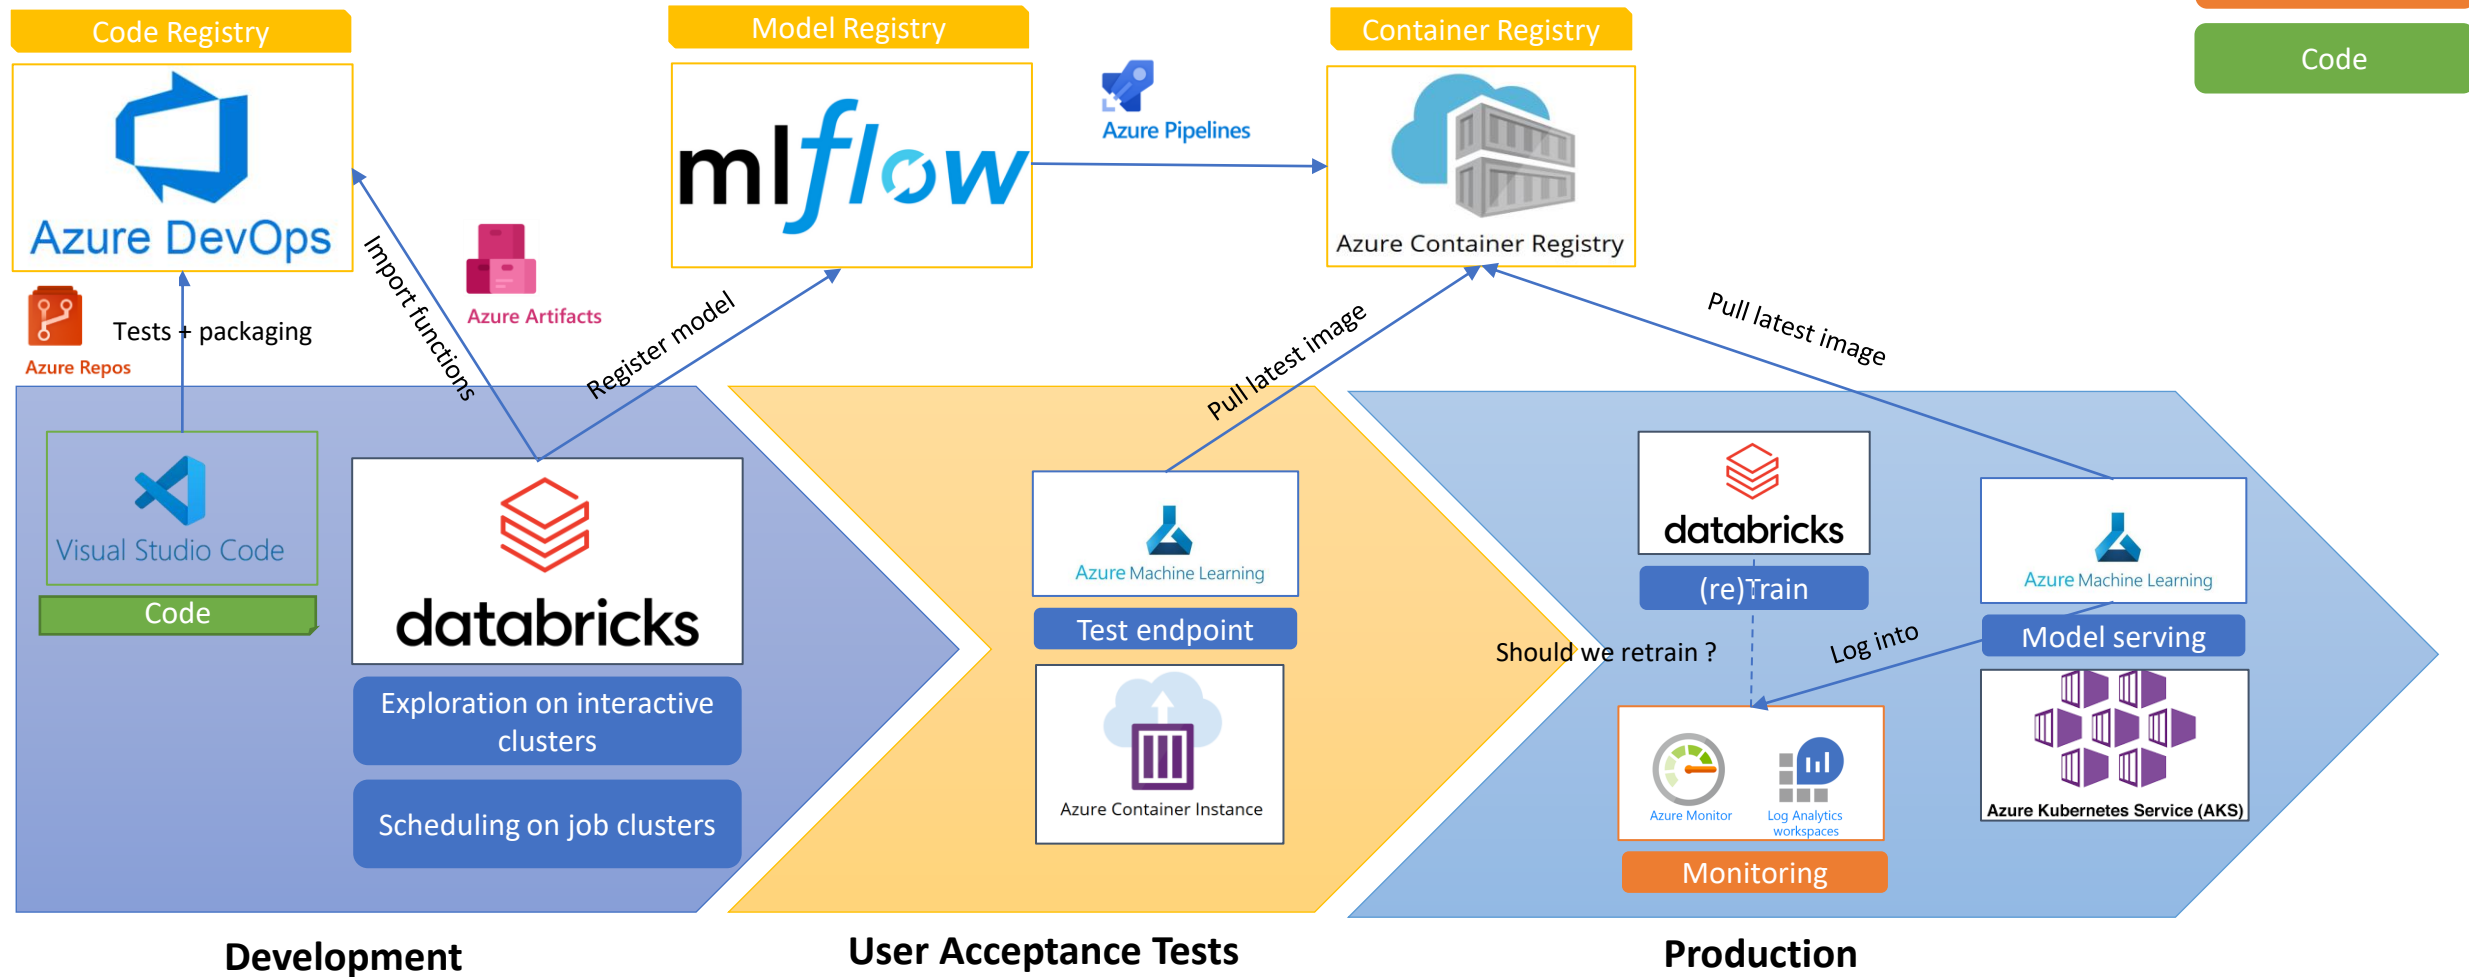 Code Registry
Model Registry
Container Registry
Code
Azure DevOps
mlflow
Azure Pipelines
Azure Container Registry
Import functions
Azure Artifacts
Register model
Pull latest image
Pull latest image
Tests + packaging
Azure Repos
Visual Studio Code
Code
databricks
Exploration on interactive
clusters
Scheduling on job clusters
Azure Machine Learning
Test endpoint
Azure Container Instance
databricks
(re)Train
Should we retrain ?
Log into
Azure Machine Learning
Model serving
Azure Kubernetes Service (AKS)
Azure Monitor
Log Analytics
workspaces
Monitoring
Development
User Acceptance Tests
Production